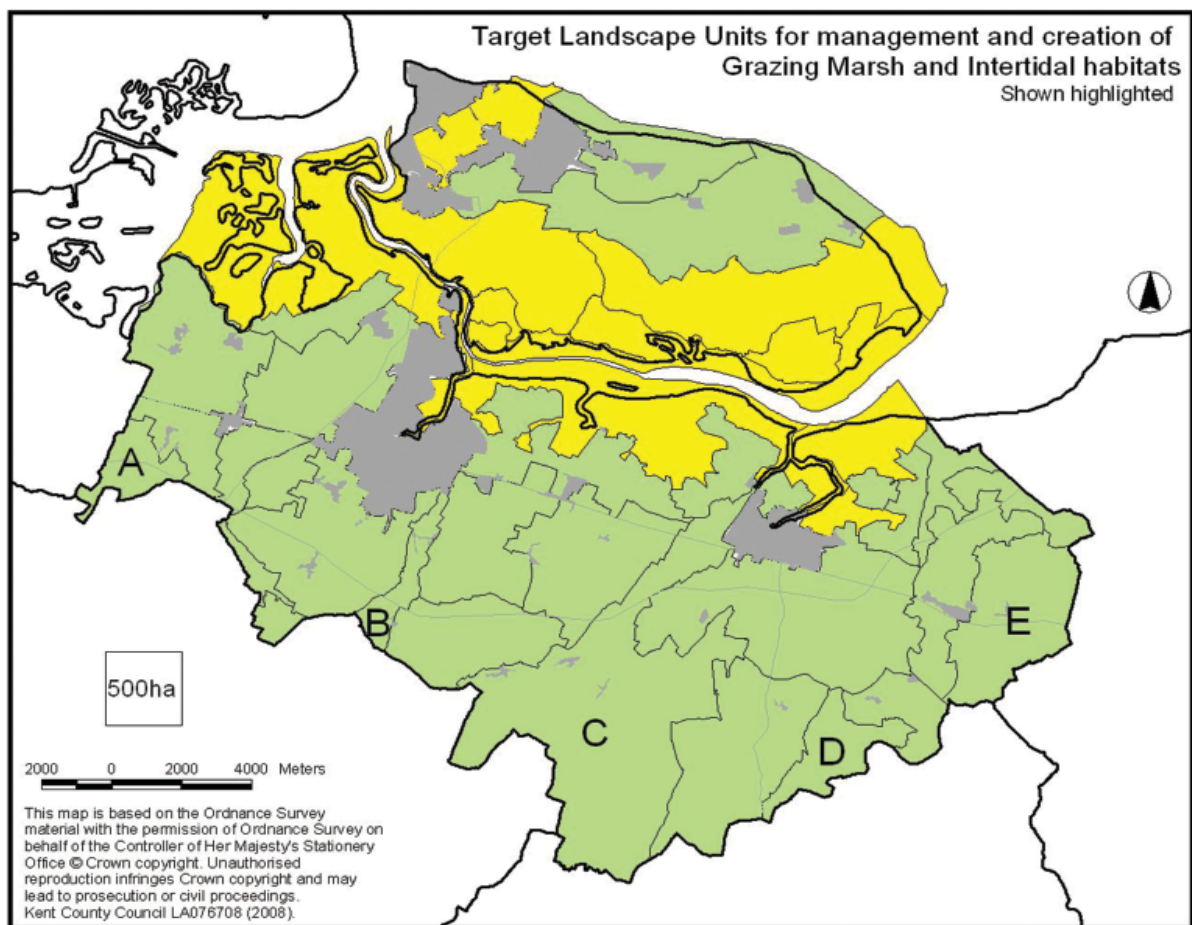 Target Landscape Units for management and creation of
Grazing Marsh and Intertidal habitats
Shown highlighted
A
B
E
C
D
500ha
2000 0 2000 4000 Meters
This map is based on the Ordnance Survey
material with the permission of Ordnance Survey on
behalf of the Controller of Her Majesty's Stationery
Office © Crown copyright. Unauthorised
reproduction infringes Crown copyright and may
lead to prosecution or civil proceedings.
Kent County Council LA076708 (2008).